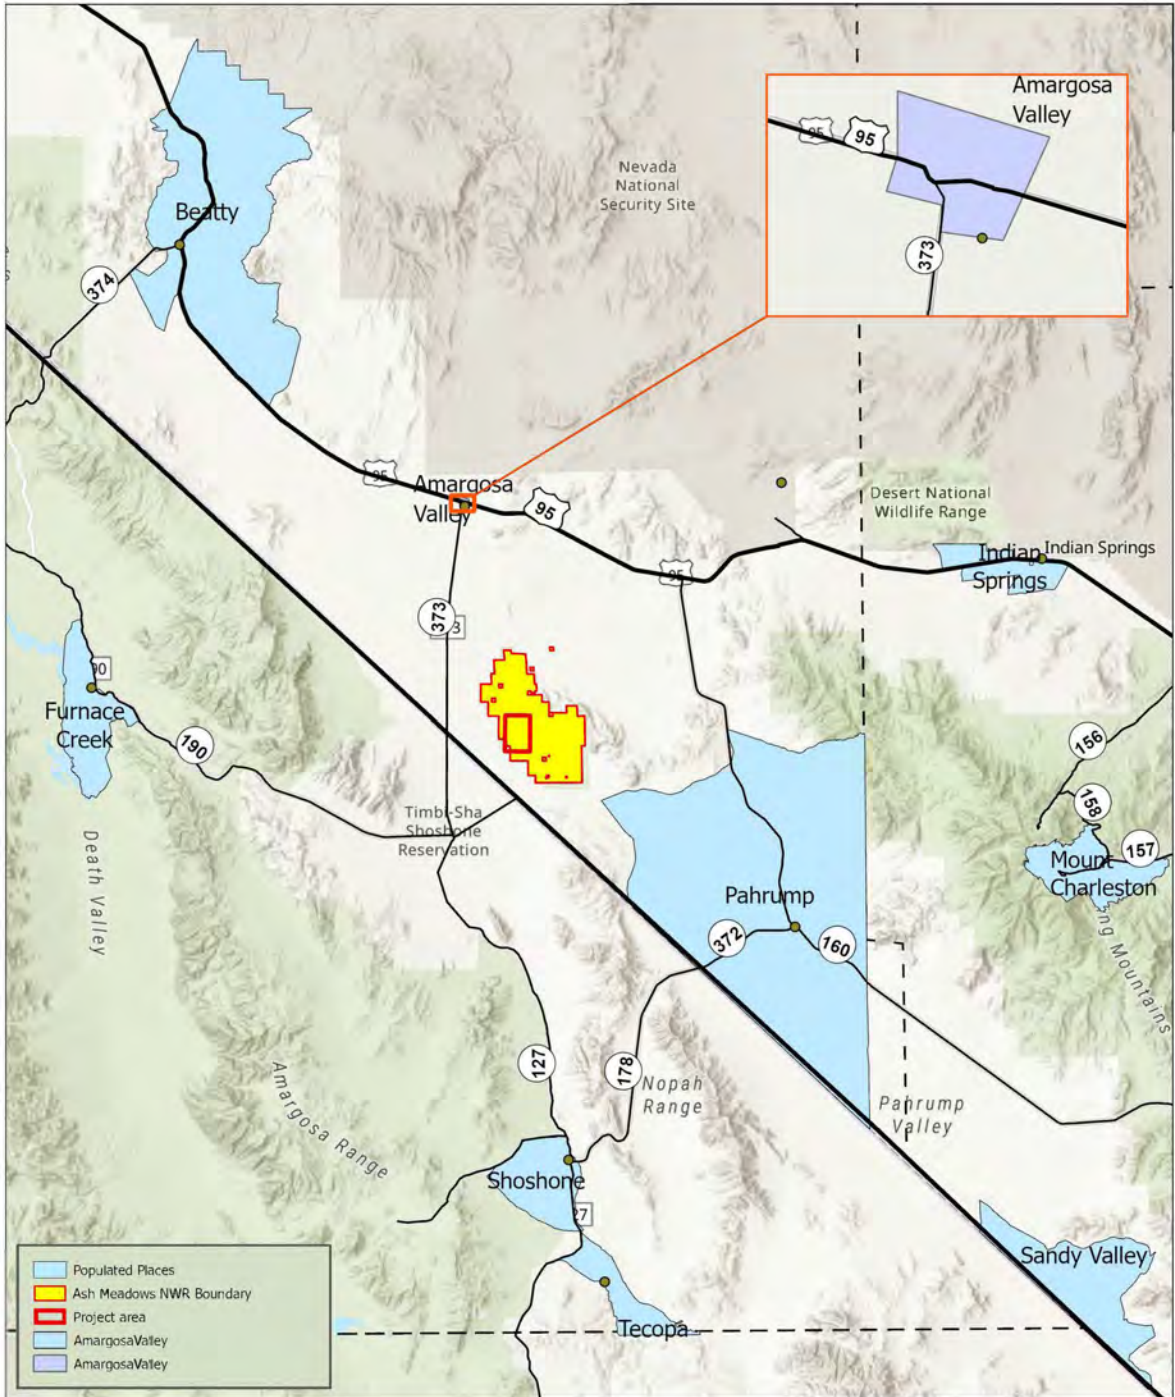 Amargosa
Valley
95
95
373
Nevada
National
Security Site
Beatty
374
95
Amargosa
Valley
95
Desert National
Wildlife Range
Indian Springs
Indian
Springs
95
373
Furnace
Creek
190
Timbi-Sha
Shoshone
Reservation
156
158
157
Mount
Charleston
Death Valley
Pahrump
372
160
127
178
Nopah
Range
Pahrump
Valley
Amargosa Range
Shoshone
Sandy Valley
Tecopa
Populated Places
Ash Meadows NWR Boundary
Project area
AmargosaValley
AmargosaValley